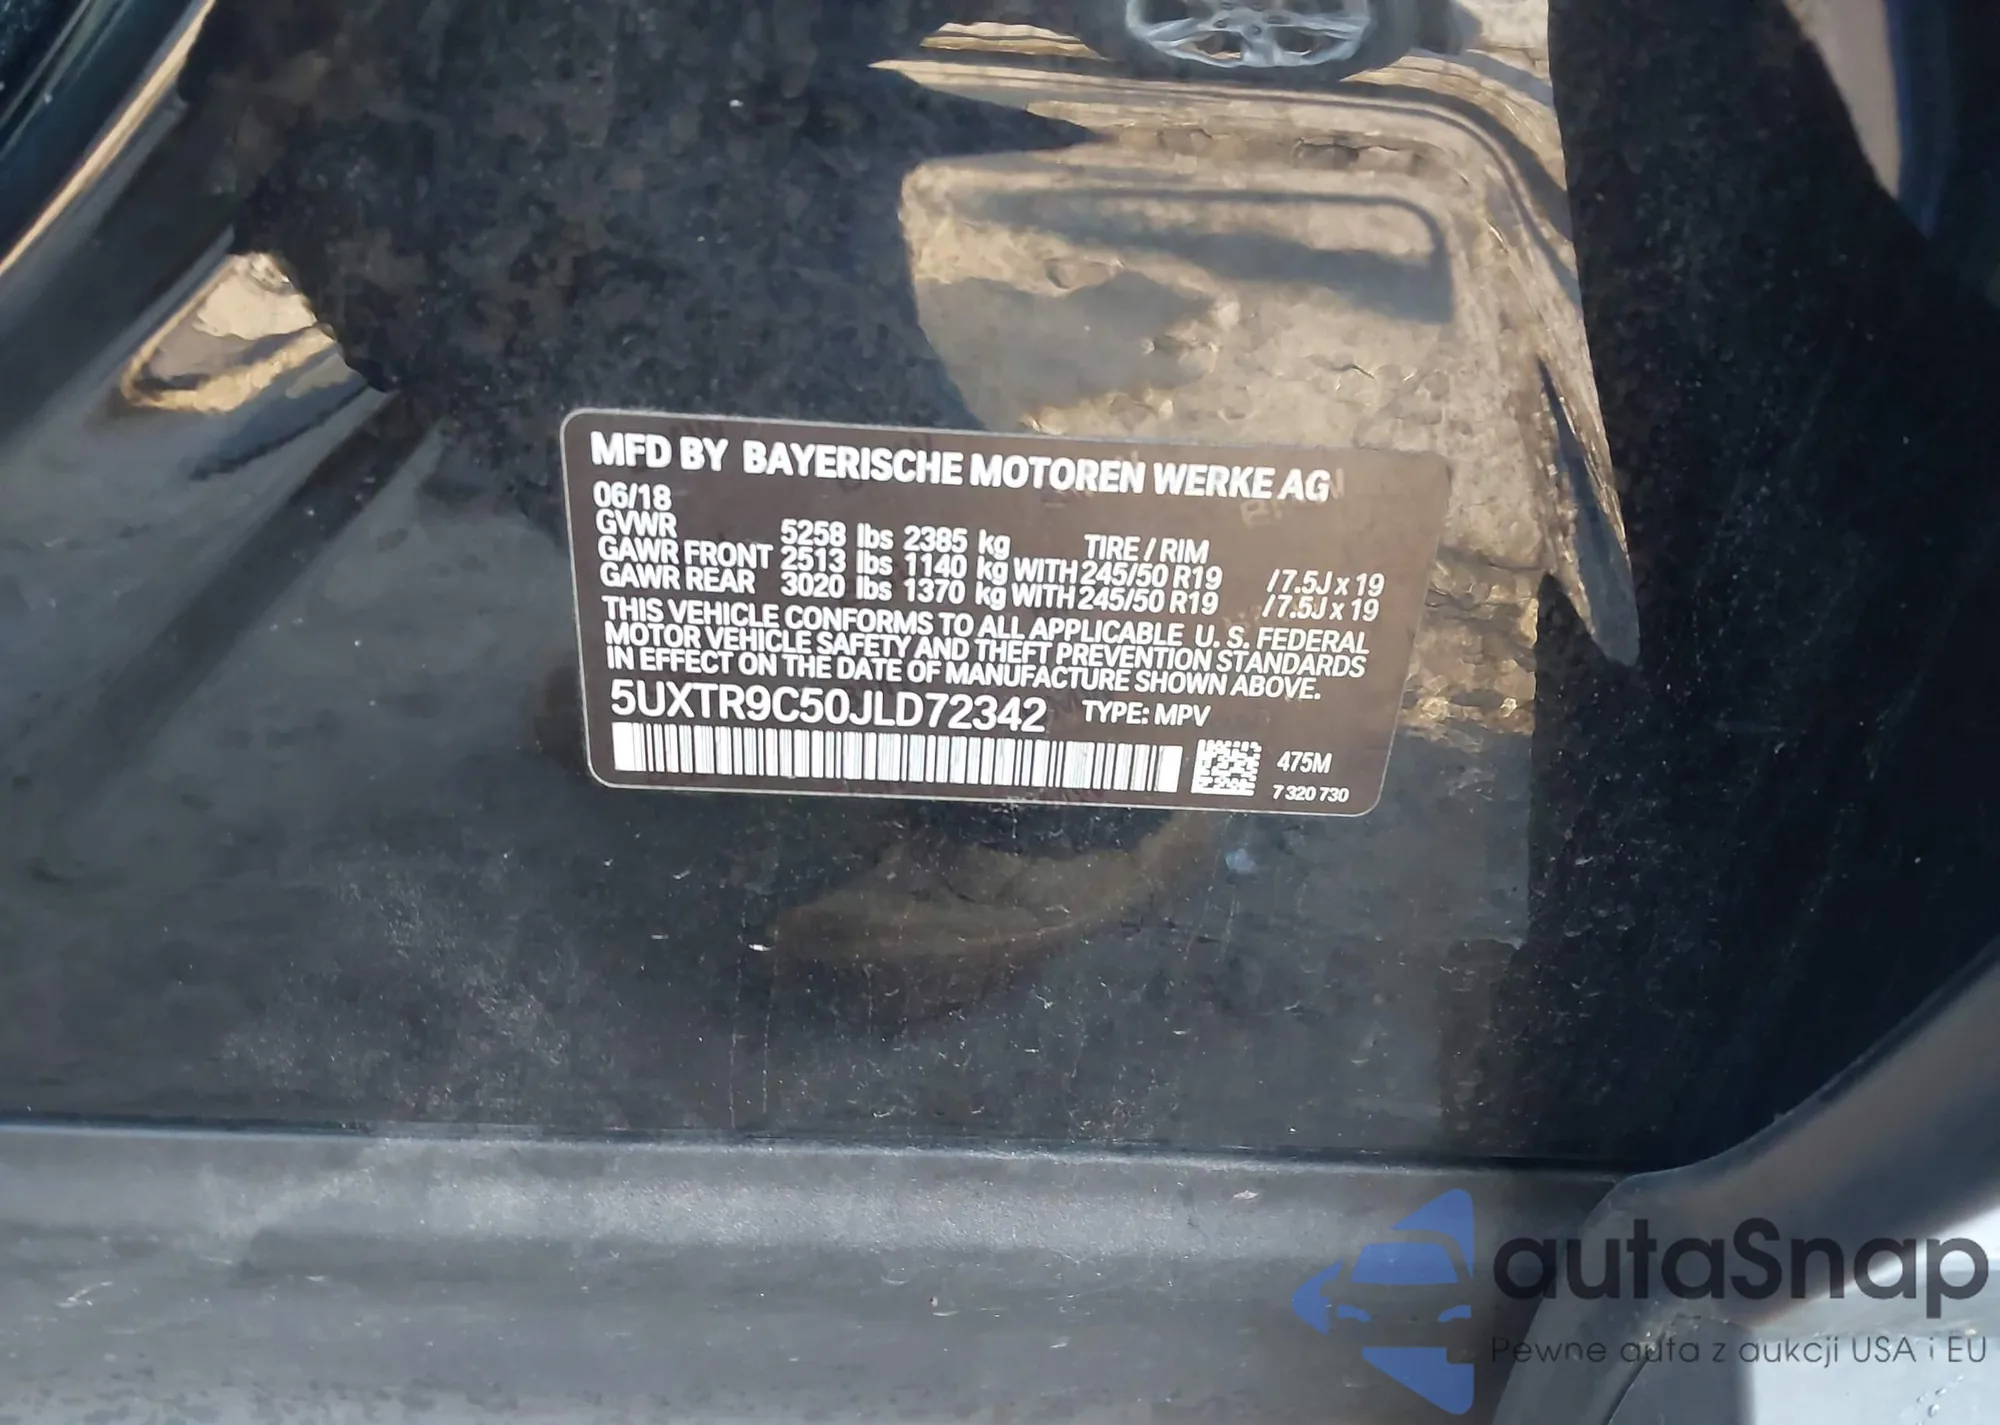 MFD BY BAYERISCHE MOTOREN WERKE AG
06/18
GVWR 5258 lbs 2385 kg TIRE / RIM
GAWR FRONT 2513 lbs 1140 kg WITH 245/50 R19 / 7.5J x 19
GAWR REAR 3020 lbs 1370 kg WITH 245/50 R19 / 7.5J x 19
THIS VEHICLE CONFORMS TO ALL APPLICABLE U. S. FEDERAL
MOTOR VEHICLE SAFETY AND THEFT PREVENTION STANDARDS
IN EFFECT ON THE DATE OF MANUFACTURE SHOWN ABOVE.
5UXTR9C50JLD72342 TYPE: MPV
475M
7 320 730
autaSnap
Pewne auta z aukcji USA i EU